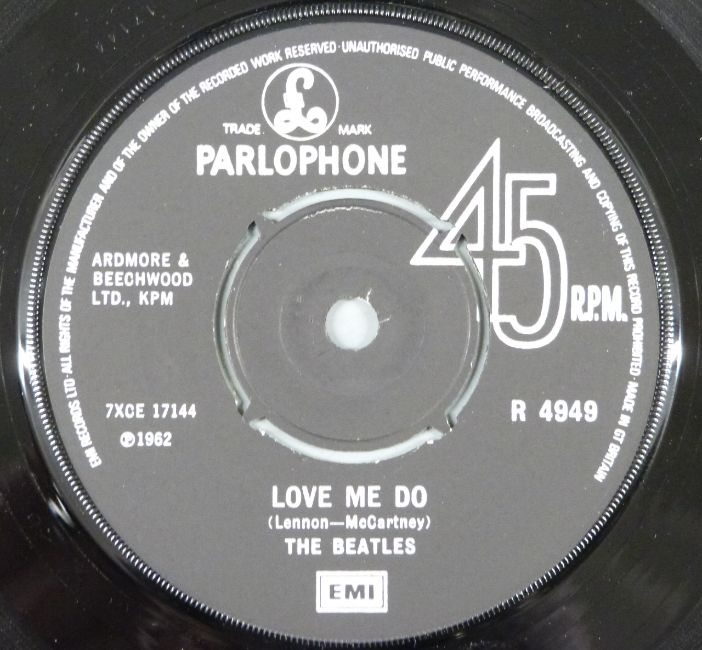 EMI RECORDS LTD·ALL RIGHTS OF THE MANUFACTURER AND OF THE OWNER OF THE RECORDED WORK RESERVED·UNAUTHORISED PUBLIC PERFORMANCE BROADCASTING AND COPYING OF THIS RECORD PROHIBITED·MADE IN GT BRITAIN
£
TRADE MARK
PARLOPHONE
45
R.P.M.
ARDMORE &
BEECHWOOD
LTD., KPM
7XCE 17144
℗1962
R 4949
LOVE ME DO
(Lennon—McCartney)
THE BEATLES
EMI